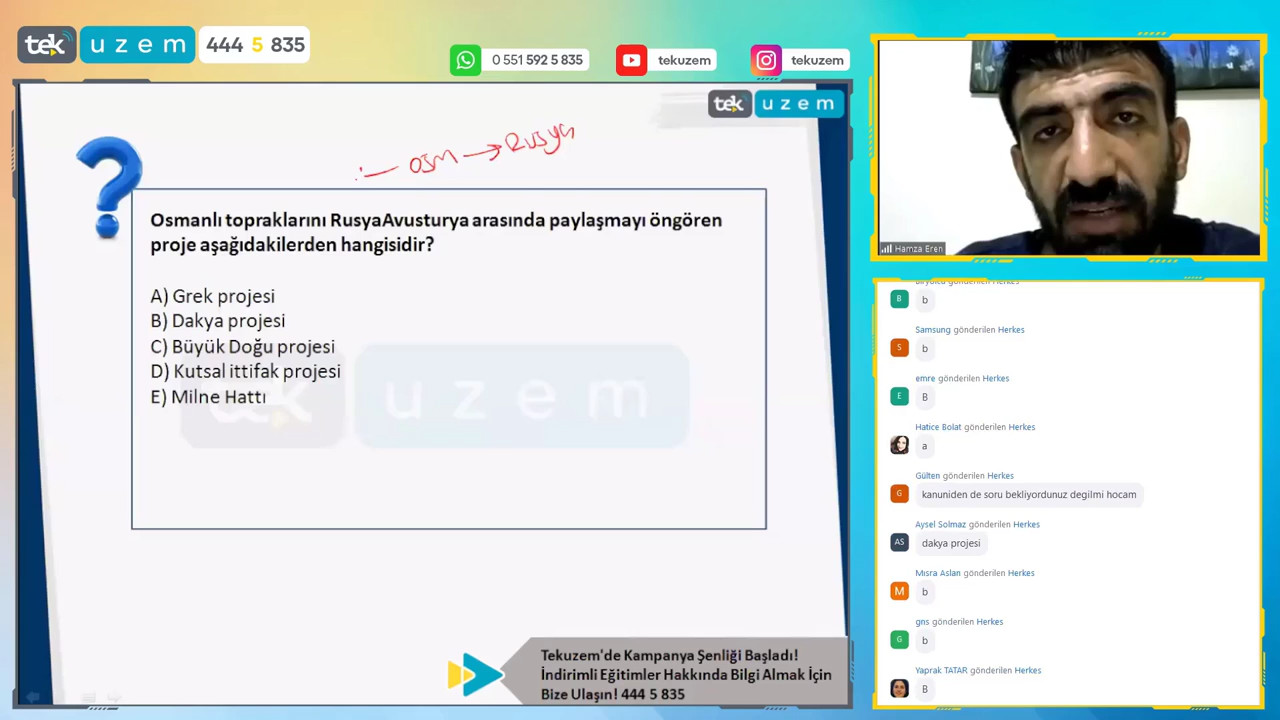 tek uzem 444 5 835
0 551 592 5 835
tekuzem
tekuzem
tek uzem
OSM → Rusya
Osmanlı topraklarını RusyaAvusturya arasında paylaşmayı öngören
proje aşağıdakilerden hangisidir?
A) Grek projesi
B) Dakya projesi
C) Büyük Doğu projesi
D) Kutsal ittifak projesi
E) Milne Hattı
tek uzem
Tekuzem'de Kampanya Şenliği Başladı!
İndirimli Eğitimler Hakkında Bilgi Almak İçin
Bize Ulaşın! 444 5 835
Hamza Eren
gönderilen Herkes
B
b
Samsung gönderilen Herkes
S
b
emre gönderilen Herkes
E
B
Hatice Bolat gönderilen Herkes
a
Gülten gönderilen Herkes
G
kanuniden de soru bekliyordunuz degilmi hocam
Aysel Solmaz gönderilen Herkes
AS
dakya projesi
Mısra Aslan gönderilen Herkes
M
b
gns gönderilen Herkes
G
b
Yaprak TATAR gönderilen Herkes
B